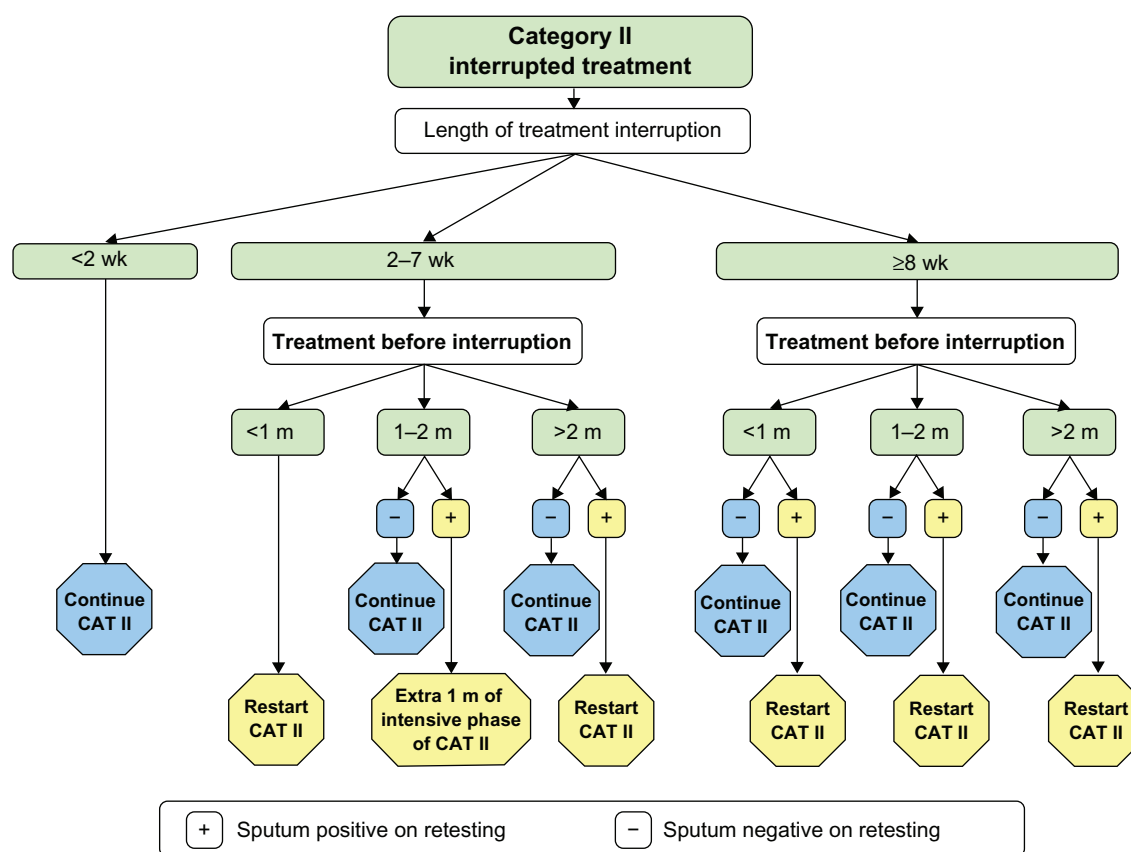 Category II
interrupted treatment
Length of treatment interruption
<2 wk
2–7 wk
≥8 wk
Treatment before interruption
Treatment before interruption
<1 m
1–2 m
>2 m
<1 m
1–2 m
>2 m
−
+
−
+
−
+
−
+
−
+
Continue
CAT II
Continue
CAT II
Continue
CAT II
Continue
CAT II
Continue
CAT II
Continue
CAT II
Restart
CAT II
Extra 1 m of
intensive phase
of CAT II
Restart
CAT II
Restart
CAT II
Restart
CAT II
Restart
CAT II
+ Sputum positive on retesting
− Sputum negative on retesting